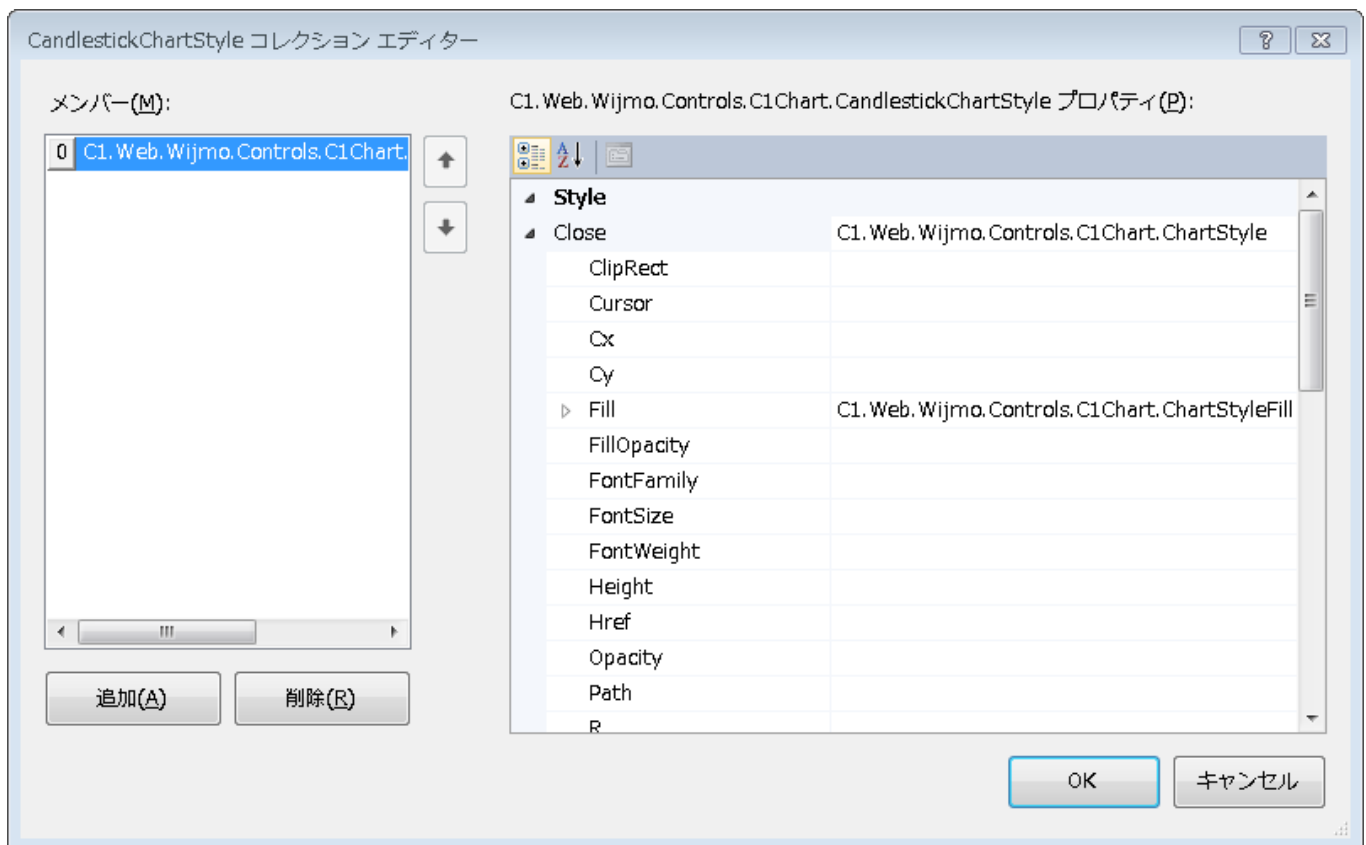 CandlestickChartStyle コレクション エディター
メンバー(M):
0 C1.Web.Wijmo.Controls.C1Chart.
追加(A)
削除(R)
C1.Web.Wijmo.Controls.C1Chart.CandlestickChartStyle プロパティ(P):
Style
Close C1.Web.Wijmo.Controls.C1Chart.ChartStyle
ClipRect
Cursor
Cx
Cy
Fill C1.Web.Wijmo.Controls.C1Chart.ChartStyleFill
FillOpacity
FontFamily
FontSize
FontWeight
Height
Href
Opacity
Path
R
OK
キャンセル